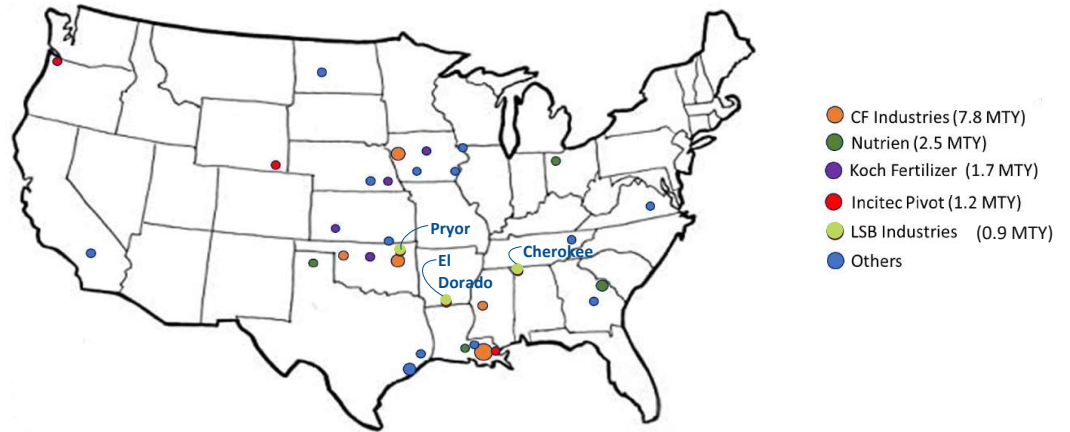 CF Industries (7.8 MTY)
Nutrien (2.5 MTY)
Koch Fertilizer (1.7 MTY)
Incitec Pivot (1.2 MTY)
LSB Industries (0.9 MTY)
Others
Pryor
Cherokee
El
Dorado